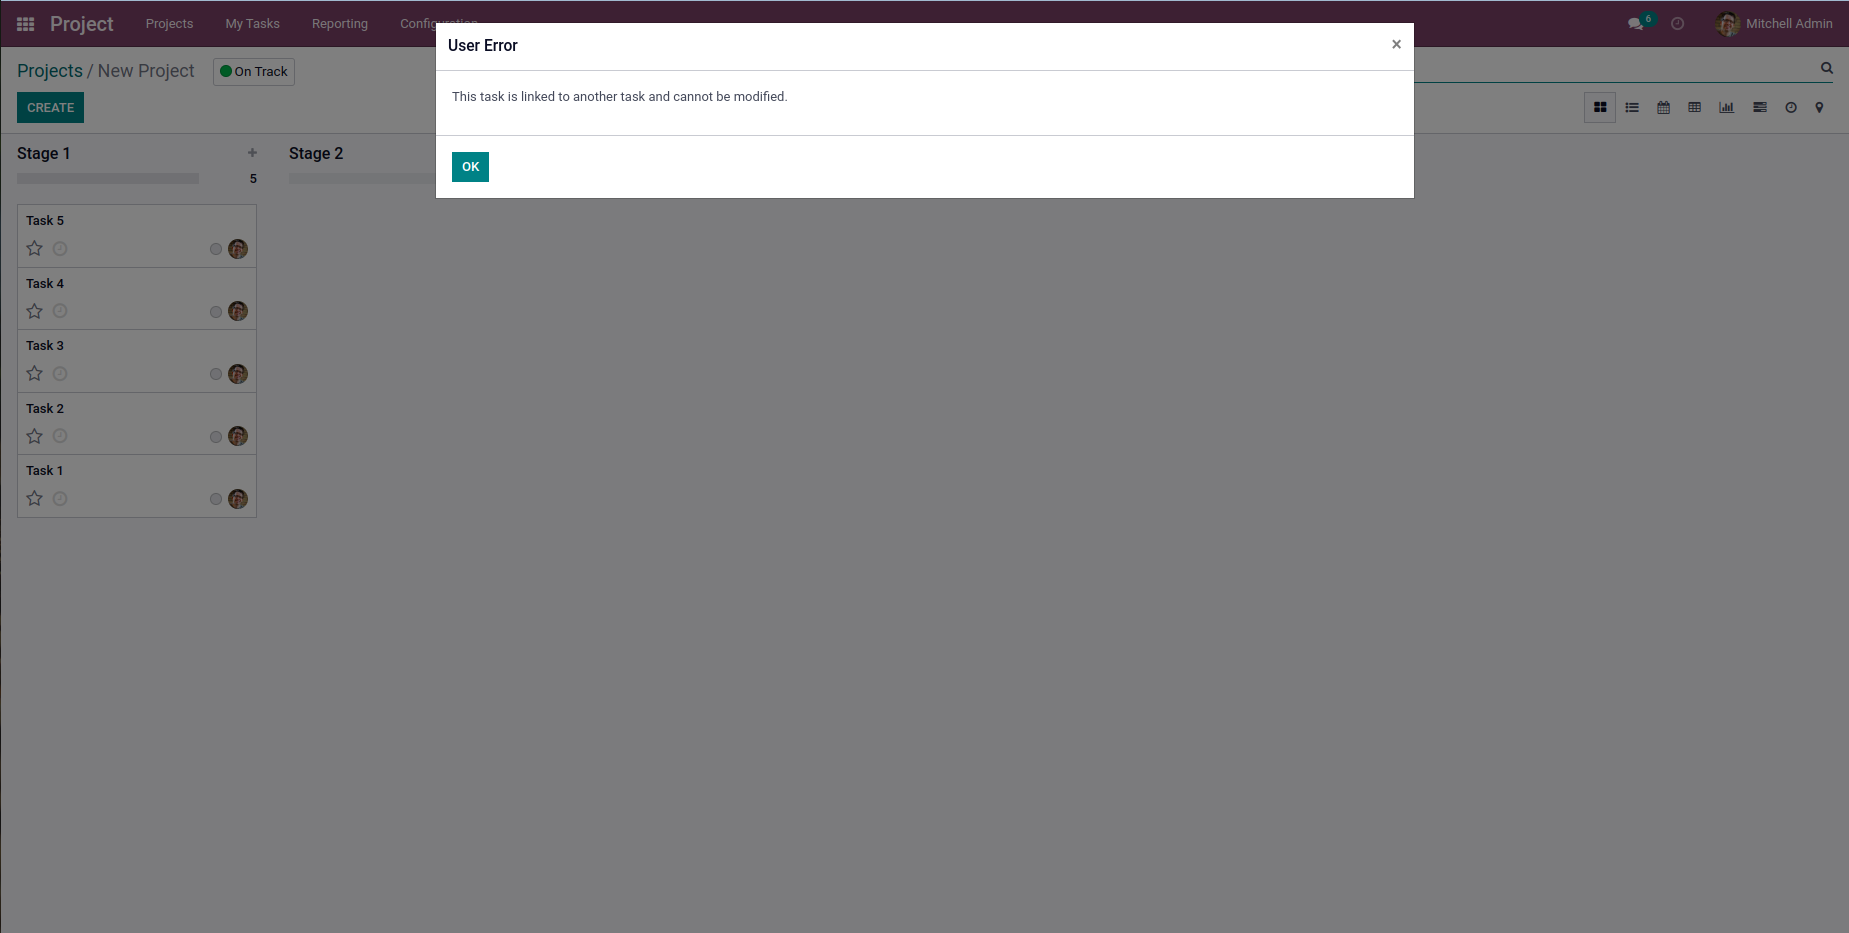 Project
Projects
My Tasks
Reporting
Configuration
6
Mitchell Admin
Projects / New Project
On Track
CREATE
User Error
×
This task is linked to another task and cannot be modified.
OK
Stage 1
+
5
Stage 2
Task 5
Task 4
Task 3
Task 2
Task 1